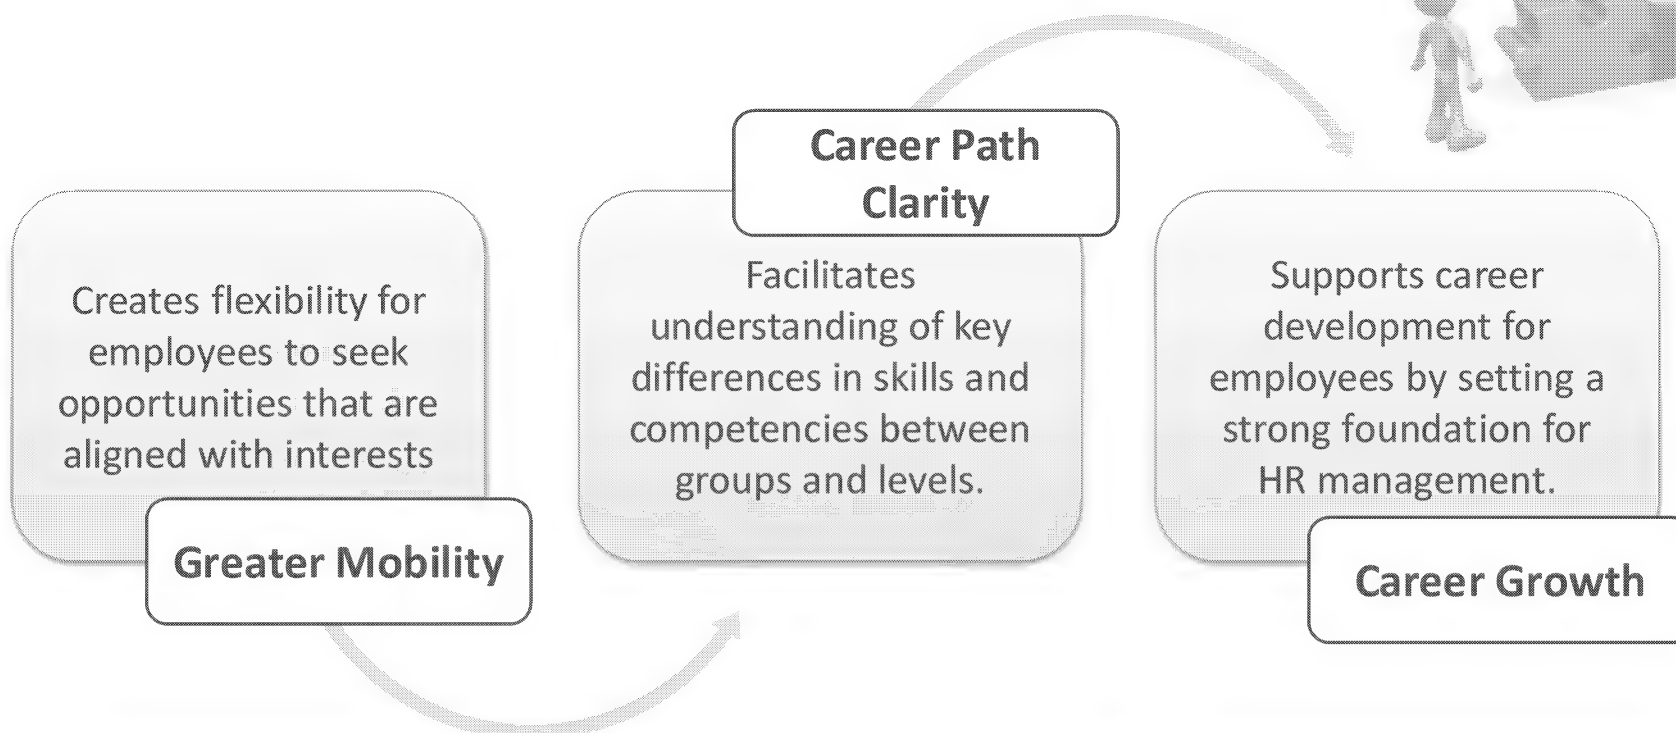 Creates flexibility for
employees to seek
opportunities that are
aligned with interests
Greater Mobility
Career Path
Clarity
Facilitates
understanding of key
differences in skills and
competencies between
groups and levels.
Supports career
development for
employees by setting a
strong foundation for
HR management.
Career Growth